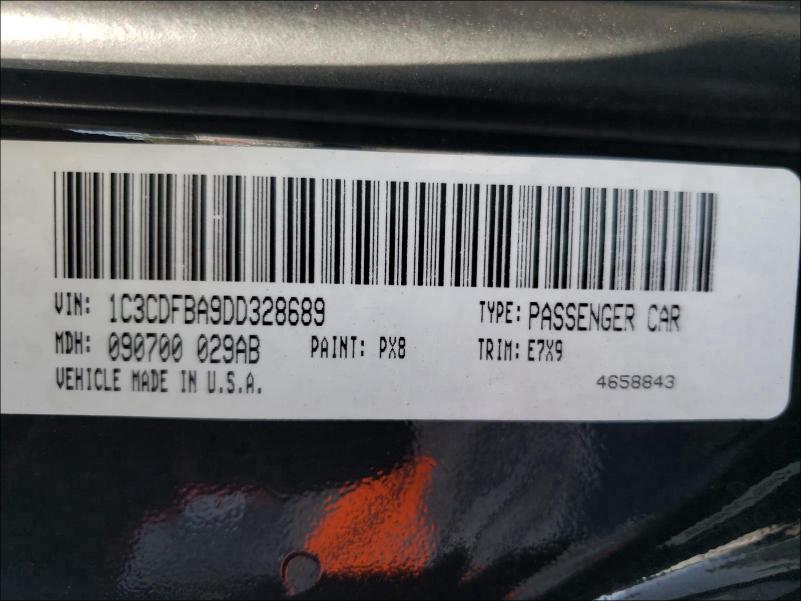 VIN: 1C3CDFBA9DD328689 TYPE: PASSENGER CAR
MDH: 090700 029AB PAINT: PX8 TRIM: E7X9
VEHICLE MADE IN U.S.A. 4658843